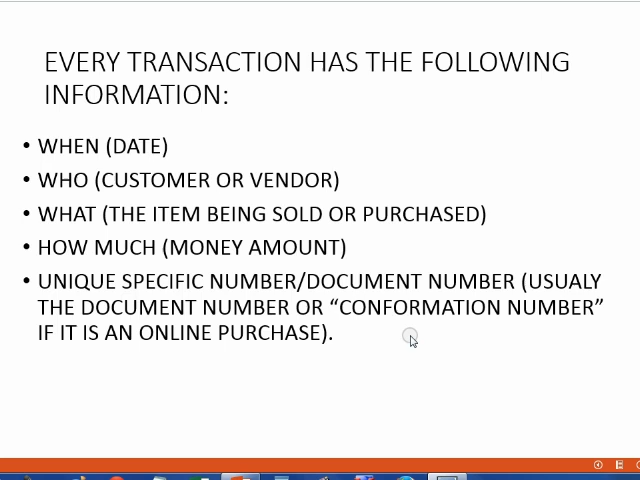 EVERY TRANSACTION HAS THE FOLLOWING
INFORMATION:
• WHEN (DATE)
• WHO (CUSTOMER OR VENDOR)
• WHAT (THE ITEM BEING SOLD OR PURCHASED)
• HOW MUCH (MONEY AMOUNT)
• UNIQUE SPECIFIC NUMBER/DOCUMENT NUMBER (USUALY
THE DOCUMENT NUMBER OR “CONFORMATION NUMBER”
IF IT IS AN ONLINE PURCHASE).